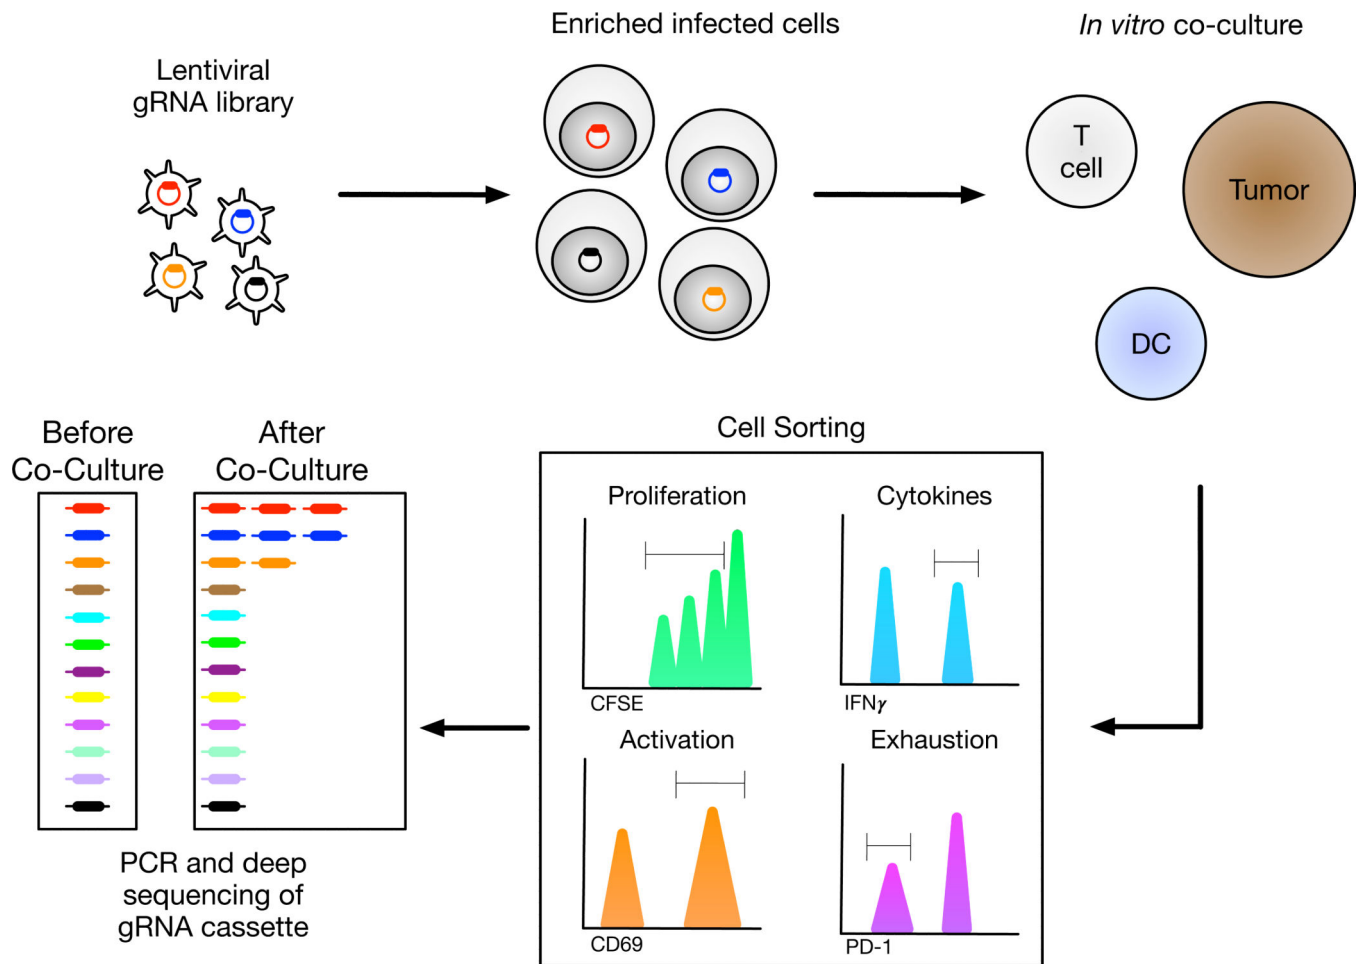 Lentiviral
gRNA library
Enriched infected cells
In vitro co-culture
T
cell
Tumor
DC
Before
Co-Culture
After
Co-Culture
PCR and deep
sequencing of
gRNA cassette
Cell Sorting
Proliferation
CFSE
Cytokines
IFNγ
Activation
CD69
Exhaustion
PD-1